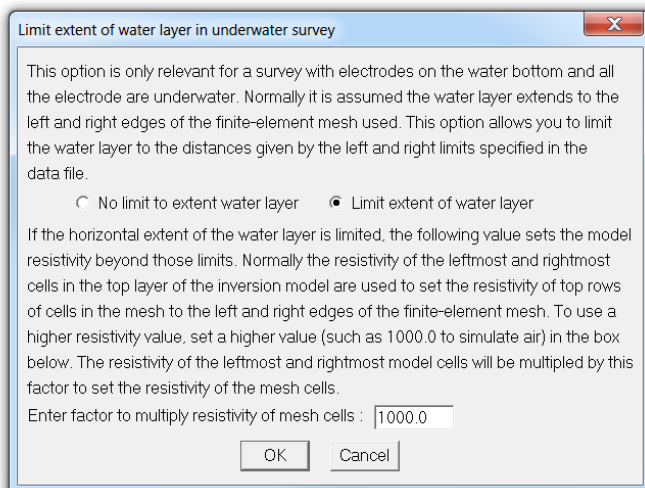 Limit extent of water layer in underwater survey
This option is only relevant for a survey with electrodes on the water bottom and all
the electrode are underwater. Normally it is assumed the water layer extends to the
left and right edges of the finite-element mesh used. This option allows you to limit
the water layer to the distances given by the left and right limits specified in the
data file.
No limit to extent water layer Limit extent of water layer
If the horizontal extent of the water layer is limited, the following value sets the model
resistivity beyond those limits. Normally the resistivity of the leftmost and rightmost
cells in the top layer of the inversion model are used to set the resistivity of top rows
of cells in the mesh to the left and right edges of the finite-element mesh. To use a
higher resistivity value, set a higher value (such as 1000.0 to simulate air) in the box
below. The resistivity of the leftmost and rightmost model cells will be multipled by this
factor to set the resistivity of the mesh cells.
Enter factor to multiply resistivity of mesh cells : 1000.0
OK Cancel